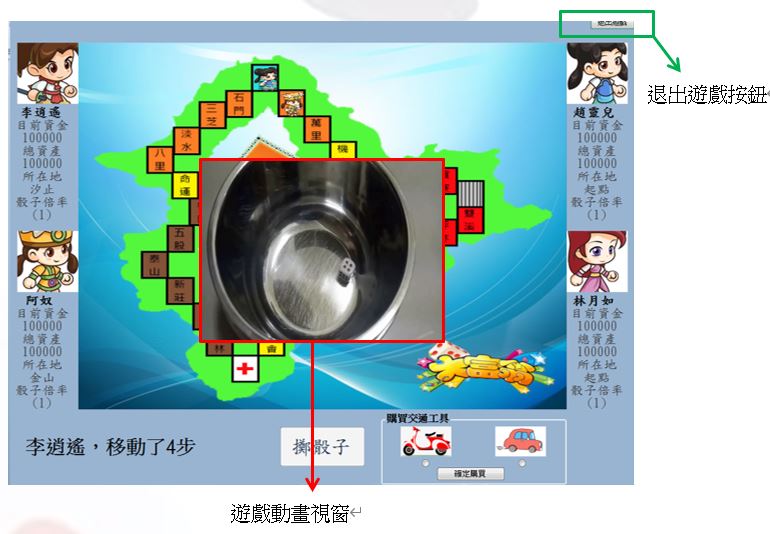 退出遊戲
退出遊戲按鈕
李逍遙
目前資金
100000
總資產
100000
所在地
汐止
骰子倍率
(1)
阿奴
目前資金
100000
總資產
100000
所在地
金山
骰子倍率
(1)
石門
三芝
淡水
八里
命運
萬里
機
五股
泰山
新莊
林
會
雙溪
趙靈兒
目前資金
100000
總資產
100000
所在地
起點
骰子倍率
(1)
林月如
目前資金
100000
總資產
100000
所在地
起點
骰子倍率
(1)
大富翁
李逍遙，移動了4步
擲骰子
購買交通工具
確定購買
遊戲動畫視窗